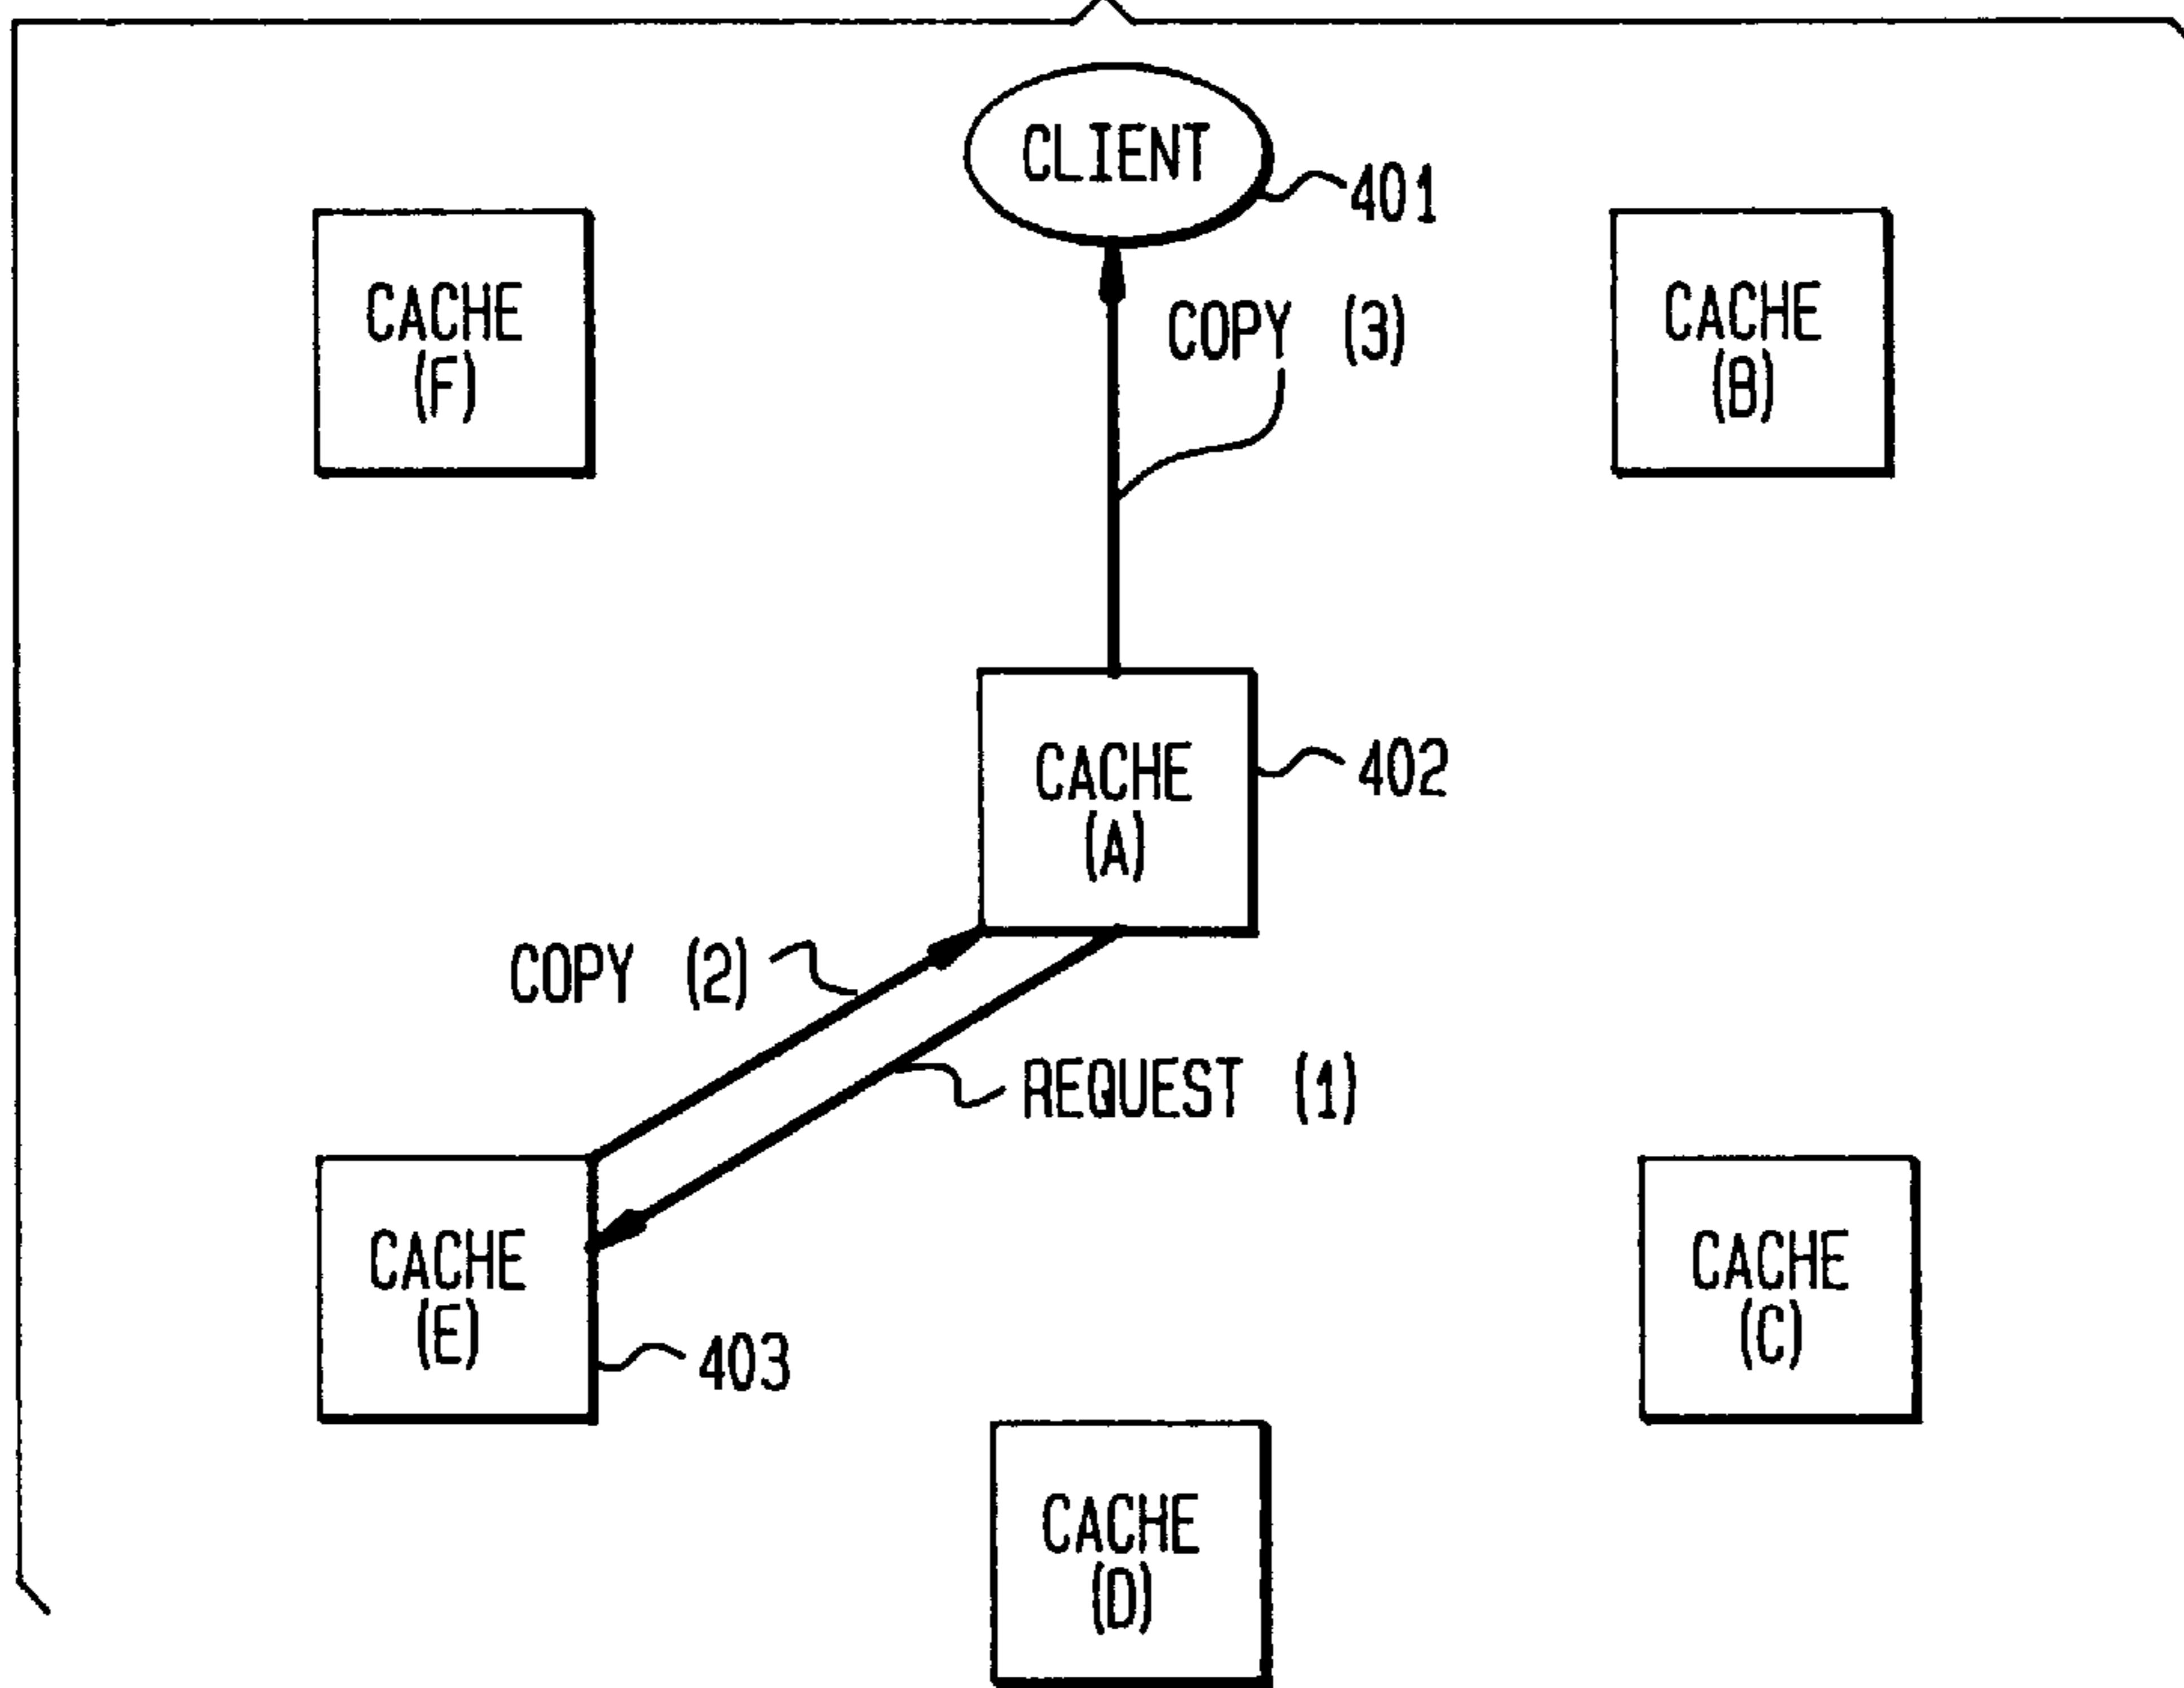 CLIENT
401
CACHE
(F)
CACHE
(B)
COPY (3)
CACHE
(A)
402
COPY (2)
REQUEST (1)
CACHE
(E)
403
CACHE
(C)
CACHE
(D)